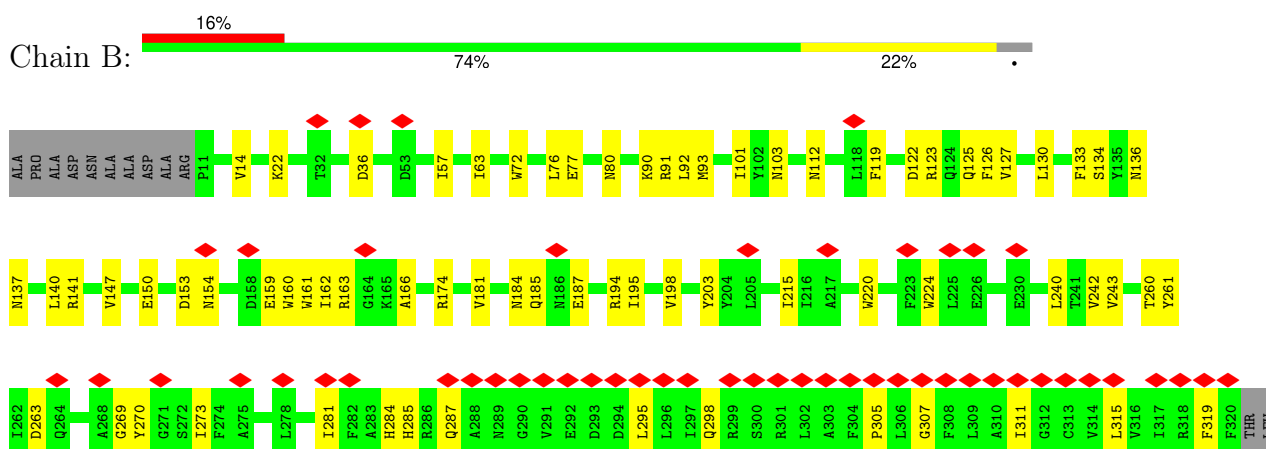 16%
Chain B:
74% 22% •
ALA PRO ALA ASP ASN ALA ALA ASP ALA ARG P11 V14 K22 T32 D36 D53 I57 I63 W72 L76 E77 N80 K90 R91 L92 M93 I101 Y102 N103 N112 L118 F119 D122 R123 Q124 Q125 F126 V127 L130 F133 S134 Y135 N136
N137 L140 R141 V147 E150 D153 N154 D158 E159 W160 W161 I162 R163 G164 K165 A166 R174 V181 N184 Q185 N186 E187 R194 I195 V198 Y203 Y204 L205 I215 I216 A217 W220 F223 W224 L225 E226 E230 L240 T241 V242 V243 T260 Y261
I262 D263 Q264 A268 G269 Y270 G271 S272 I273 F274 A275 L278 I281 F282 A283 H284 H285 R286 Q287 A288 N289 G290 V291 E292 D293 D294 L295 L296 I297 Q298 R299 S300 R301 L302 A303 F304 P305 L306 G307 F308 L309 A310 I311 G312 C313 V314 L315 V316 I317 R318 F319 F320 THR LEU